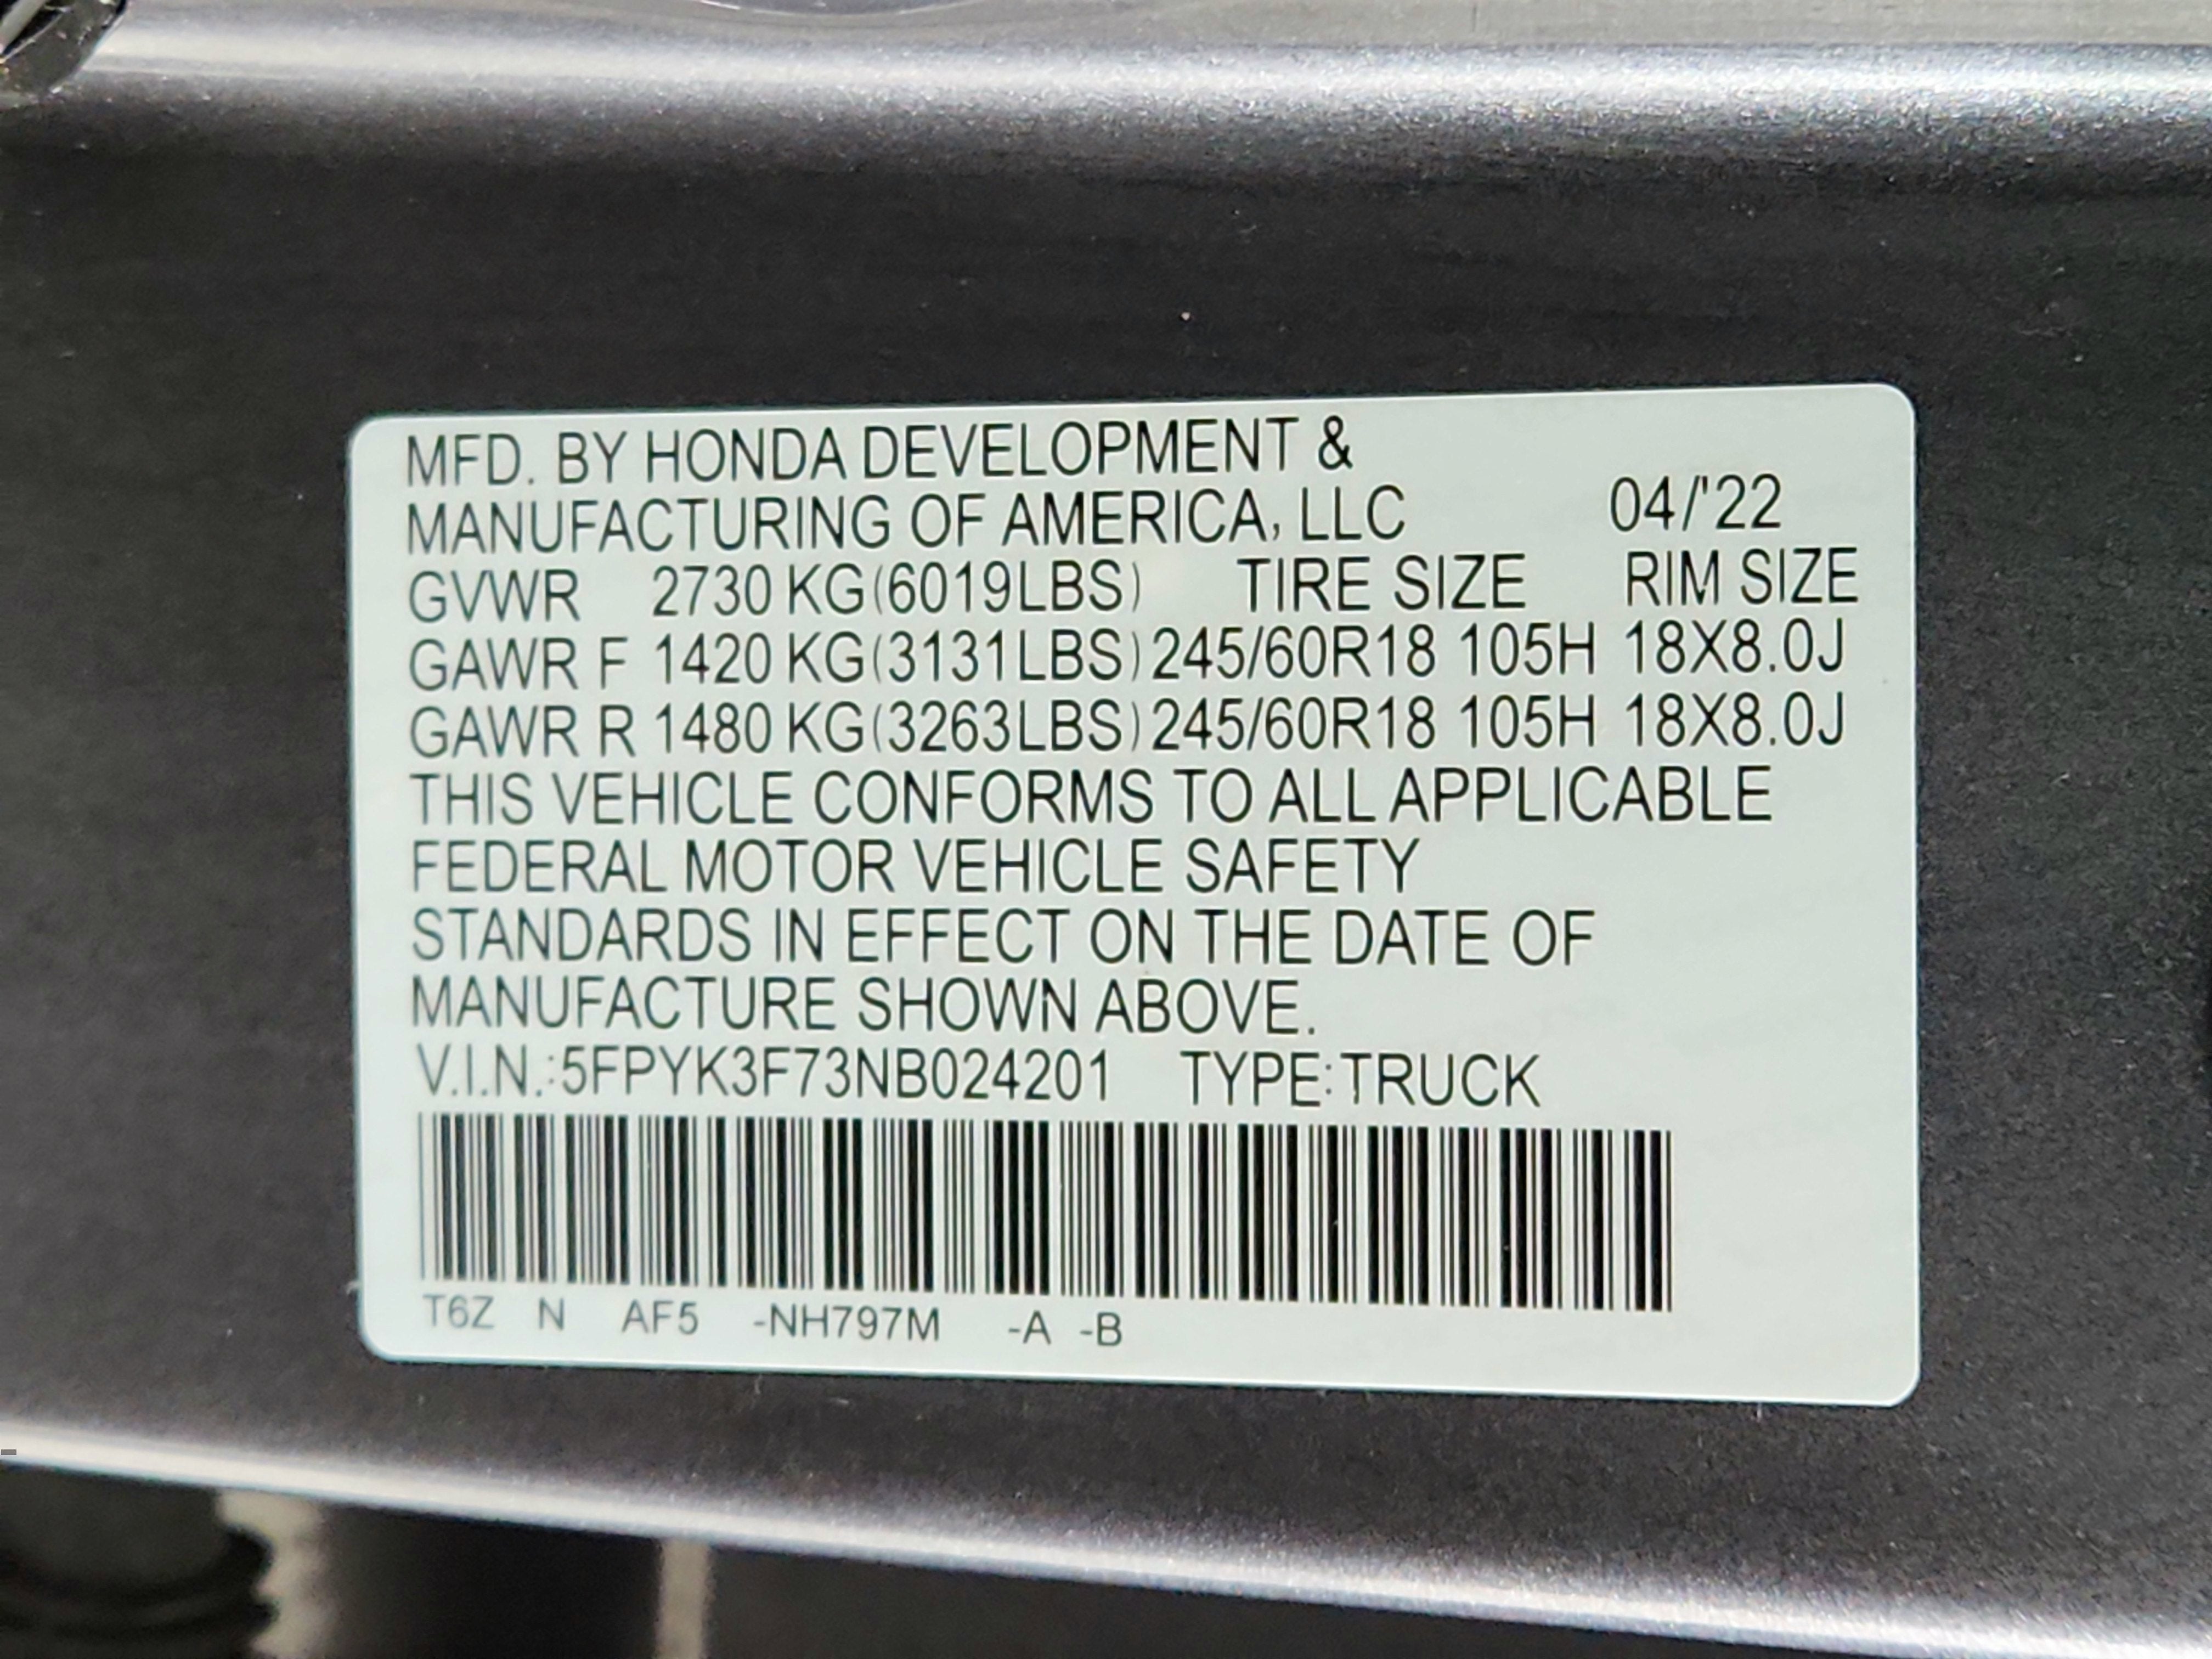 MFD. BY HONDA DEVELOPMENT &
MANUFACTURING OF AMERICA, LLC 04/'22
GVWR 2730 KG(6019LBS) TIRE SIZE RIM SIZE
GAWR F 1420 KG(3131LBS) 245/60R18 105H 18X8.0J
GAWR R 1480 KG(3263LBS) 245/60R18 105H 18X8.0J
THIS VEHICLE CONFORMS TO ALL APPLICABLE
FEDERAL MOTOR VEHICLE SAFETY
STANDARDS IN EFFECT ON THE DATE OF
MANUFACTURE SHOWN ABOVE.
V.I.N.:5FPYK3F73NB024201 TYPE:TRUCK
T6Z N AF5 -NH797M -A -B